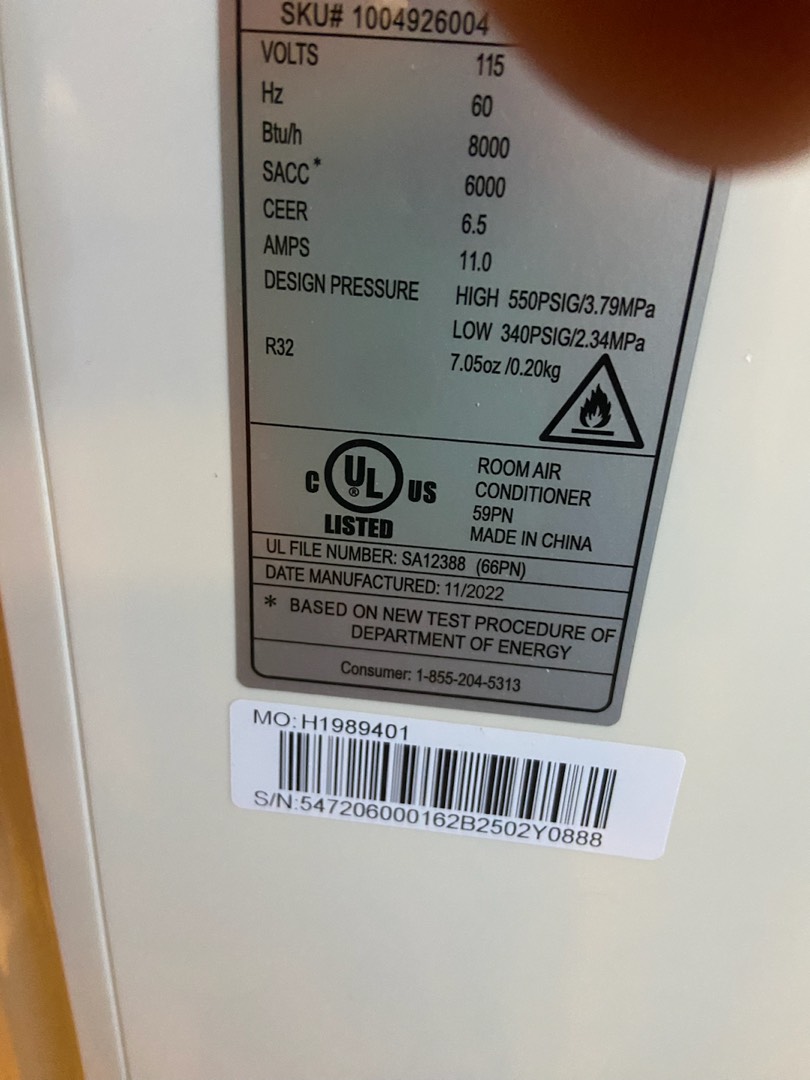 SKU# 1004926004
VOLTS 115
Hz 60
Btu/h 8000
SACC* 6000
CEER 6.5
AMPS 11.0
DESIGN PRESSURE HIGH 550PSIG/3.79MPa
LOW 340PSIG/2.34MPa
R32 7.05oz /0.20kg
C UL® US
LISTED
ROOM AIR
CONDITIONER
59PN
MADE IN CHINA
UL FILE NUMBER: SA12388 (66PN)
DATE MANUFACTURED: 11/2022
* BASED ON NEW TEST PROCEDURE OF
DEPARTMENT OF ENERGY
Consumer: 1-855-204-5313
MO: H1989401
S/N:547206000162B2502Y0888